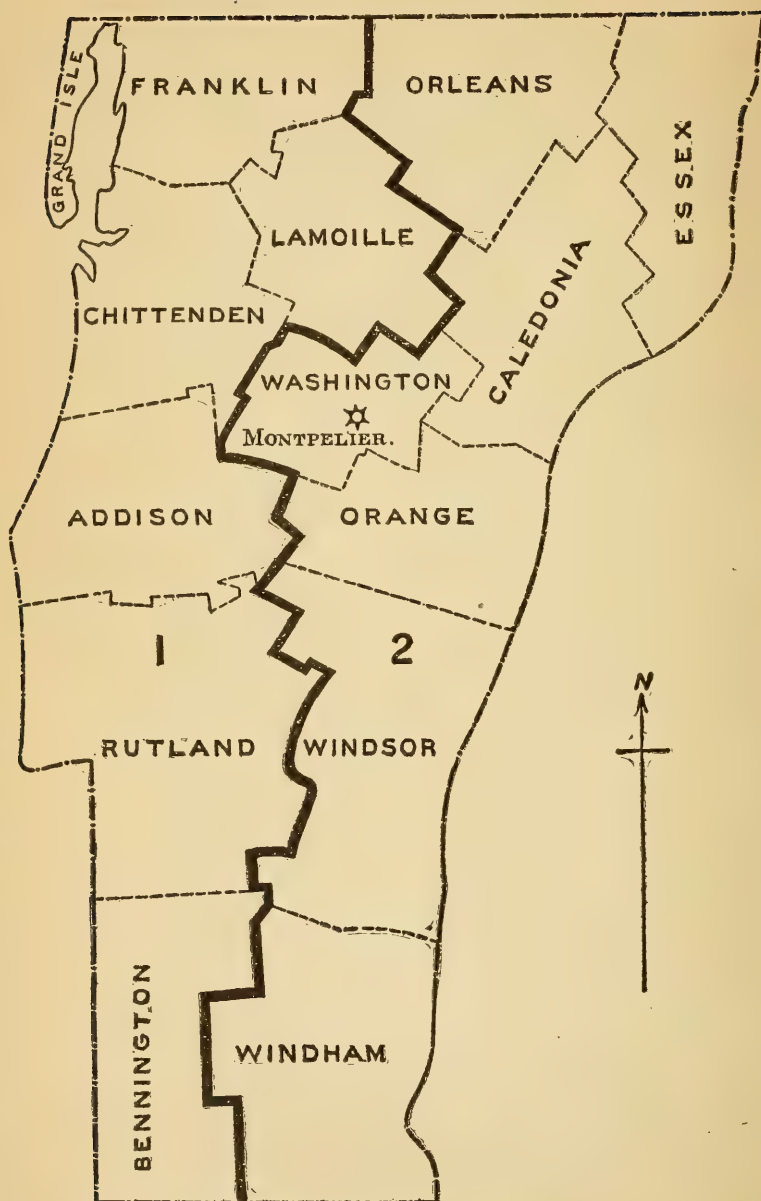 GRAND ISLE
FRANKLIN
ORLEANS
ESSEX
LAMOILLE
CALEDONIA
CHITTENDEN
WASHINGTON
MONTPELIER.
ADDISON
ORANGE
1
2
N
RUTLAND
WINDSOR
BENNINGTON
WINDHAM